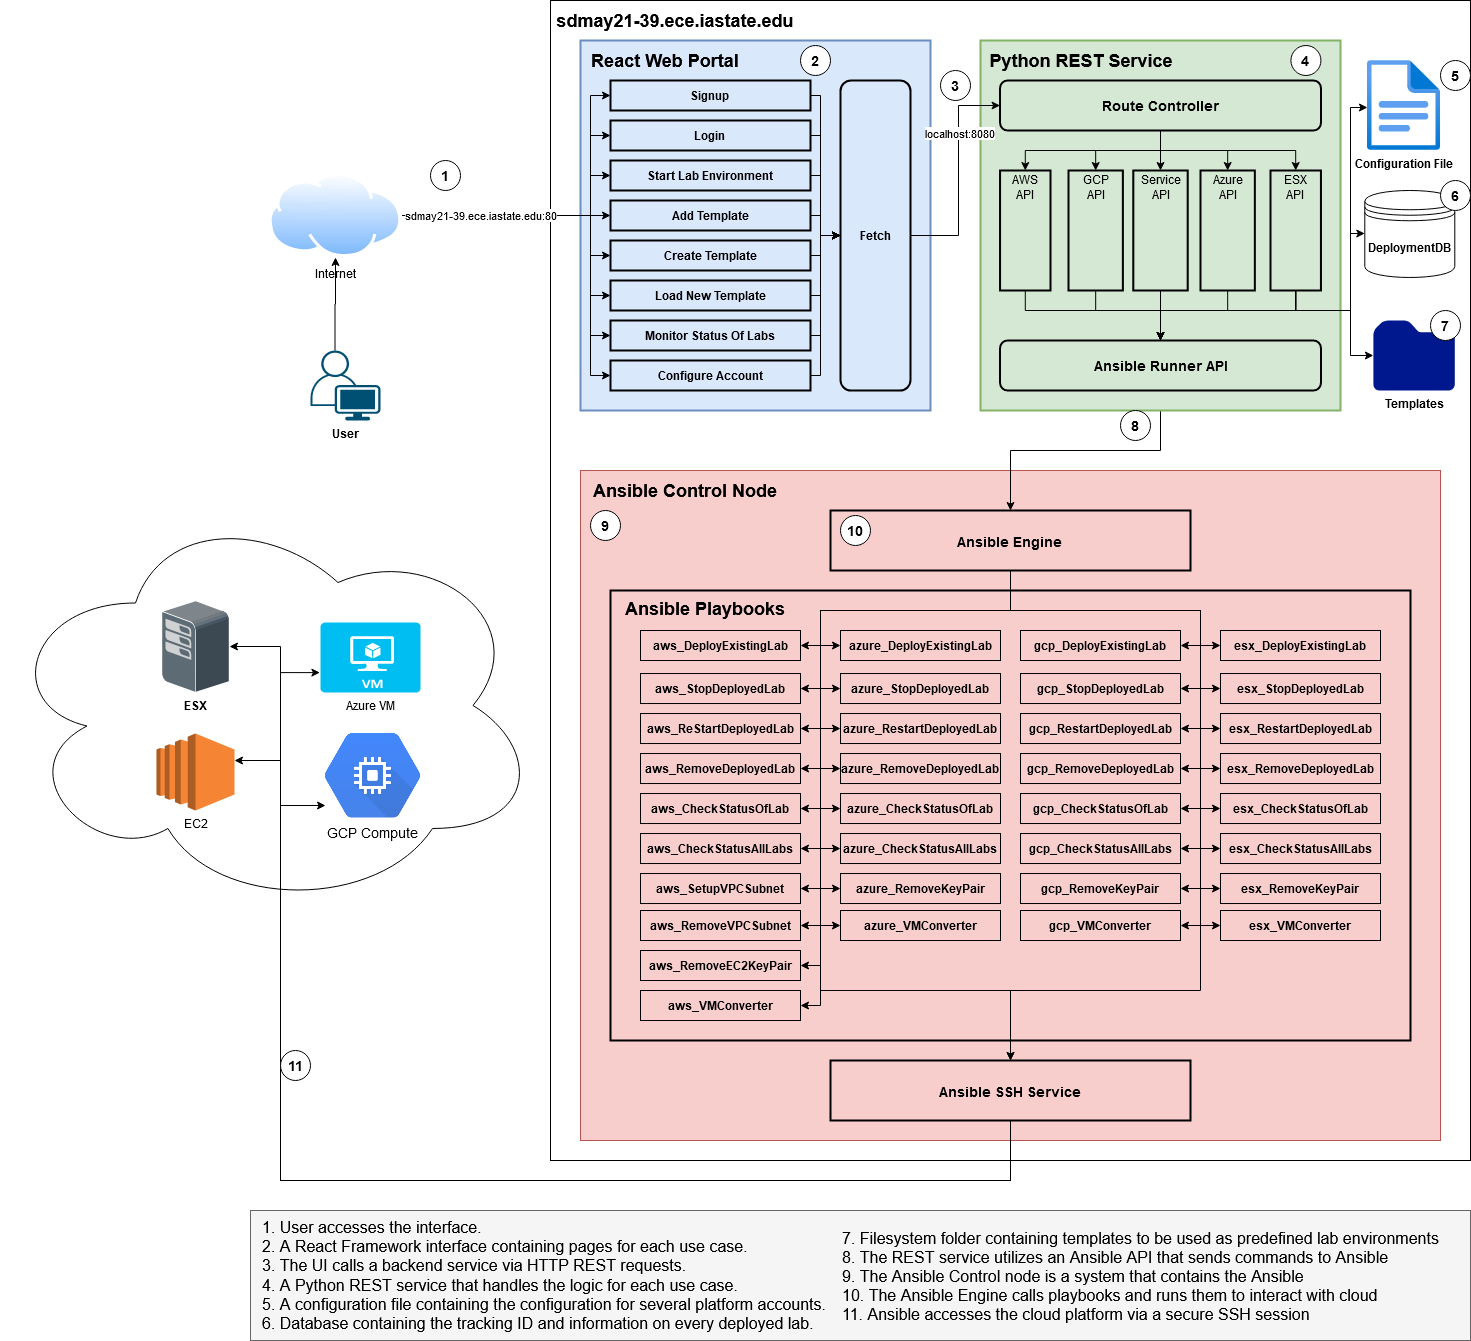 sdmay21-39.ece.iastate.edu
React Web Portal
2
Signup
Login
Start Lab Environment
Add Template
Create Template
Load New Template
Monitor Status Of Labs
Configure Account
Fetch
3
localhost:8080
Python REST Service
4
Route Controller
AWS
API
GCP
API
Service
API
Azure
API
ESX
API
Ansible Runner API
5
Configuration File
6
DeploymentDB
7
Templates
1
sdmay21-39.ece.iastate.edu:80
Internet
User
8
Ansible Control Node
9
10
Ansible Engine
Ansible Playbooks
aws_DeployExistingLab
azure_DeployExistingLab
gcp_DeployExistingLab
esx_DeployExistingLab
aws_StopDeployedLab
azure_StopDeployedLab
gcp_StopDeployedLab
esx_StopDeployedLab
aws_ReStartDeployedLab
azure_RestartDeployedLab
gcp_RestartDeployedLab
esx_RestartDeployedLab
aws_RemoveDeployedLab
azure_RemoveDeployedLab
gcp_RemoveDeployedLab
esx_RemoveDeployedLab
aws_CheckStatusOfLab
azure_CheckStatusOfLab
gcp_CheckStatusOfLab
esx_CheckStatusOfLab
aws_CheckStatusAllLabs
azure_CheckStatusAllLabs
gcp_CheckStatusAllLabs
esx_CheckStatusAllLabs
aws_SetupVPCSubnet
azure_RemoveKeyPair
gcp_RemoveKeyPair
esx_RemoveKeyPair
aws_RemoveVPCSubnet
azure_VMConverter
gcp_VMConverter
esx_VMConverter
aws_RemoveEC2KeyPair
aws_VMConverter
Ansible SSH Service
ESX
VM
Azure VM
EC2
GCP Compute
11
1. User accesses the interface.
2. A React Framework interface containing pages for each use case.
3. The UI calls a backend service via HTTP REST requests.
4. A Python REST service that handles the logic for each use case.
5. A configuration file containing the configuration for several platform accounts.
6. Database containing the tracking ID and information on every deployed lab.
7. Filesystem folder containing templates to be used as predefined lab environments
8. The REST service utilizes an Ansible API that sends commands to Ansible
9. The Ansible Control node is a system that contains the Ansible
10. The Ansible Engine calls playbooks and runs them to interact with cloud
11. Ansible accesses the cloud platform via a secure SSH session